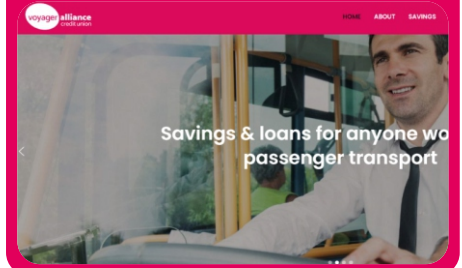 voyager alliance
credit union
HOME ABOUT SAVINGS
Savings & loans for anyone wo
passenger transport